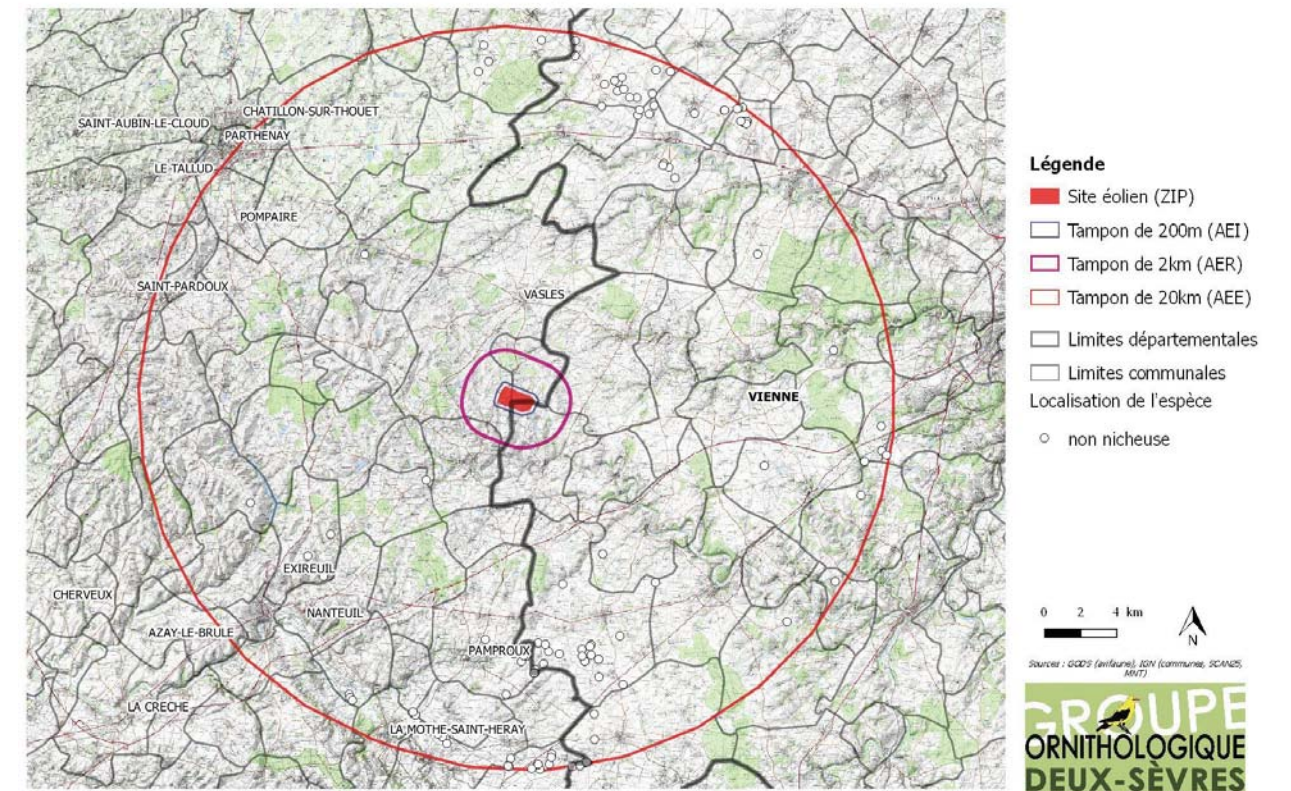 CHATILLON-SUR-THOUET
SAINT-AUBIN-LE-CLOUD
PARTHENAY
LE TALLUD
POMPAIRE
SAINT-PARDOUX
VASLES
VIENNE
EXIREUIL
CHERVEUX
NANTEUIL
AZAY-LE-BRULE
PAMPROUX
LA CRECHE
LA MOTHE-SAINT-HERAY
Légende
Site éolien (ZIP)
Tampon de 200m (AEI)
Tampon de 2km (AER)
Tampon de 20km (AEE)
Limites départementales
Limites communales
Localisation de l'espèce
non nicheuse
0 2 4 km
N
Sources : GODS (avifaune), IGN (communes, SCAN25,
MNT)
GROUPE
ORNITHOLOGIQUE
DEUX-SÈVRES